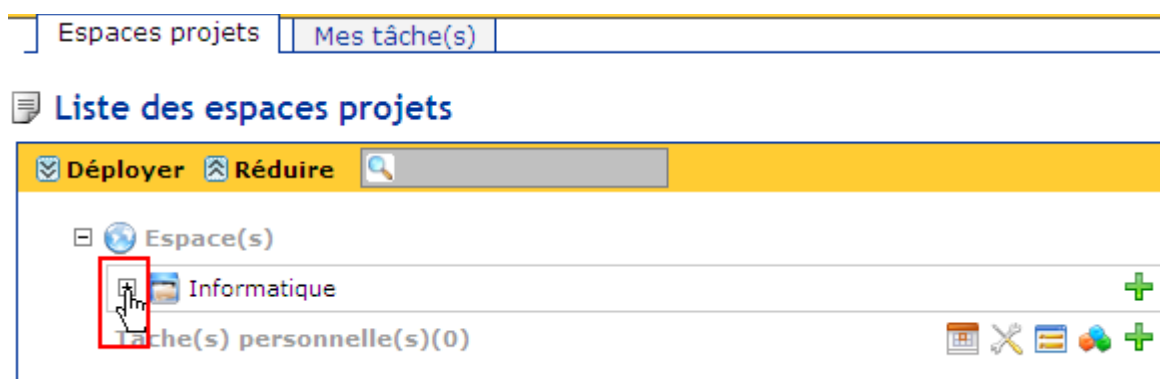 Espaces projets Mes tâche(s)
Liste des espaces projets
Déployer Réduire
Espace(s)
Informatique
Tâche(s) personnelle(s)(0)